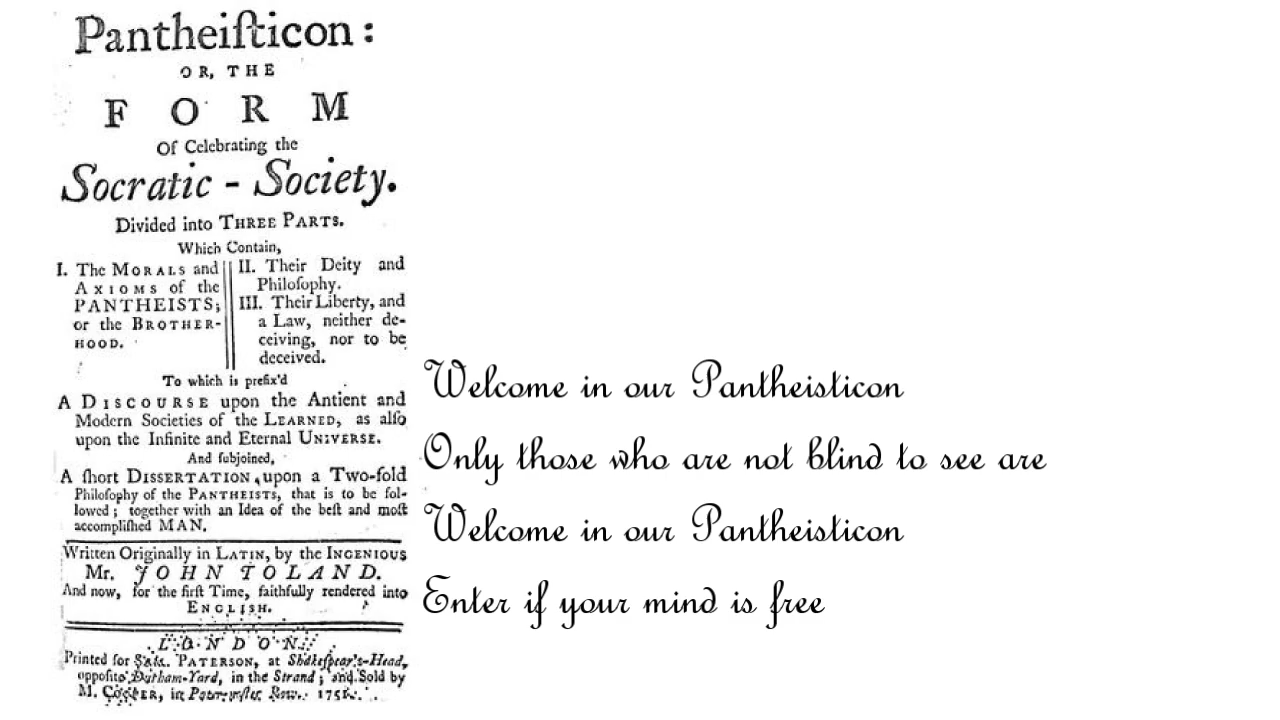 Pantheiſticon:
OR, THE
FORM
Of Celebrating the
Socratic - Society.
Divided into THREE PARTS.
Which Contain,
I. The MORALS and
AXIOMS of the
PANTHEISTS;
or the BROTHER-
HOOD.
II. Their Deity and
Philoſophy.
III. Their Liberty, and
a Law, neither de-
ceiving, nor to be
deceived.
To which is prefix'd
A DISCOURSE upon the Antient and
Modern Societies of the LEARNED, as alſo
upon the Infinite and Eternal UNIVERSE.
And ſubjoined,
A ſhort DISSERTATION upon a Two-fold
Philoſophy of the PANTHEISTS, that is to be fol-
lowed; together with an Idea of the beſt and moſt
accompliſhed MAN.
Written Originally in LATIN, by the INGENIOUS
Mr. JOHN TOLAND.
And now, for the firſt Time, faithfully rendered into
ENGLISH.
LONDON:
Printed for SAM. PATERSON, at Shakeſpear's-Head,
oppoſite Durham-Yard, in the Strand; and Sold by
M. COOPER, in Pater-noſter Row.
Welcome in our Pantheisticon
Only those who are not blind to see are
Welcome in our Pantheisticon
Enter if your mind is free